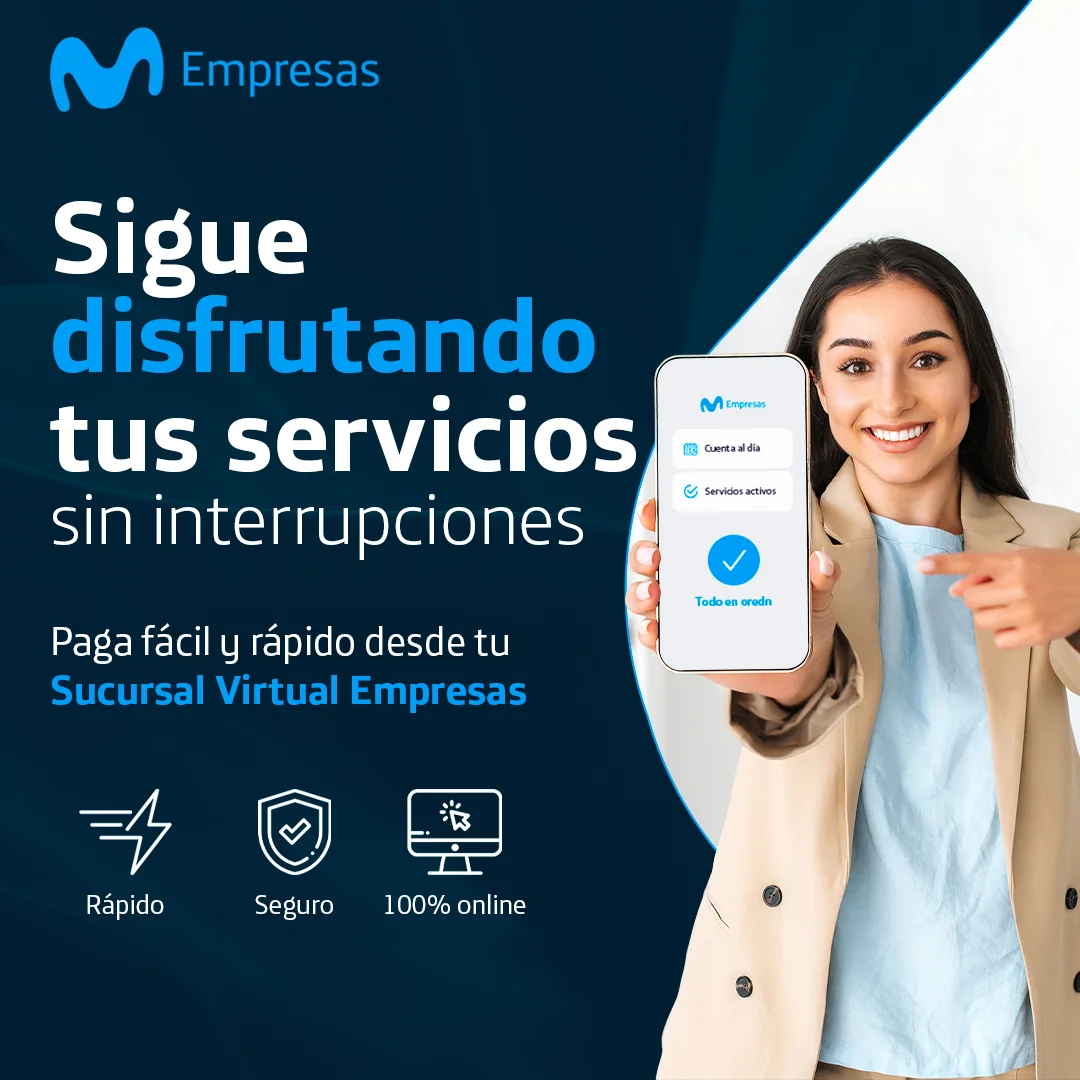 Empresas
Sigue
disfrutando
tus servicios
sin interrupciones
Empresas
Cuenta al día
Servicios activos
Todo en oredn
Paga fácil y rápido desde tu
Sucursal Virtual Empresas
Rápido
Seguro
100% online